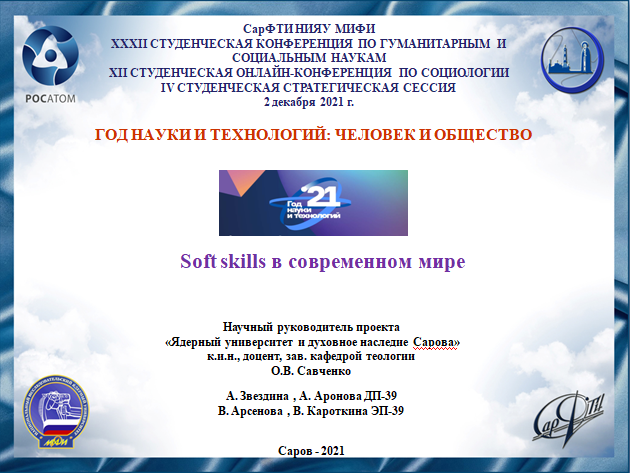 СарФТИ НИЯУ МИФИ
XXXII СТУДЕНЧЕСКАЯ КОНФЕРЕНЦИЯ ПО ГУМАНИТАРНЫМ И
СОЦИАЛЬНЫМ НАУКАМ
XII СТУДЕНЧЕСКАЯ ОНЛАЙН-КОНФЕРЕНЦИЯ ПО СОЦИОЛОГИИ
IV СТУДЕНЧЕСКАЯ СТРАТЕГИЧЕСКАЯ СЕССИЯ
2 декабря 2021 г.
РОСАТОМ
ГОД НАУКИ И ТЕХНОЛОГИЙ: ЧЕЛОВЕК И ОБЩЕСТВО
'21
Год
науки
и технологий
Soft skills в современном мире
Научный руководитель проекта
«Ядерный университет и духовное наследие Сарова»
к.и.н., доцент, зав. кафедрой теологии
О.В. Савченко
А. Звездина , А. Аронова ДП-39
В. Арсенова , В. Кароткина ЭП-39
МИФИ
СарФТИ
Саров - 2021